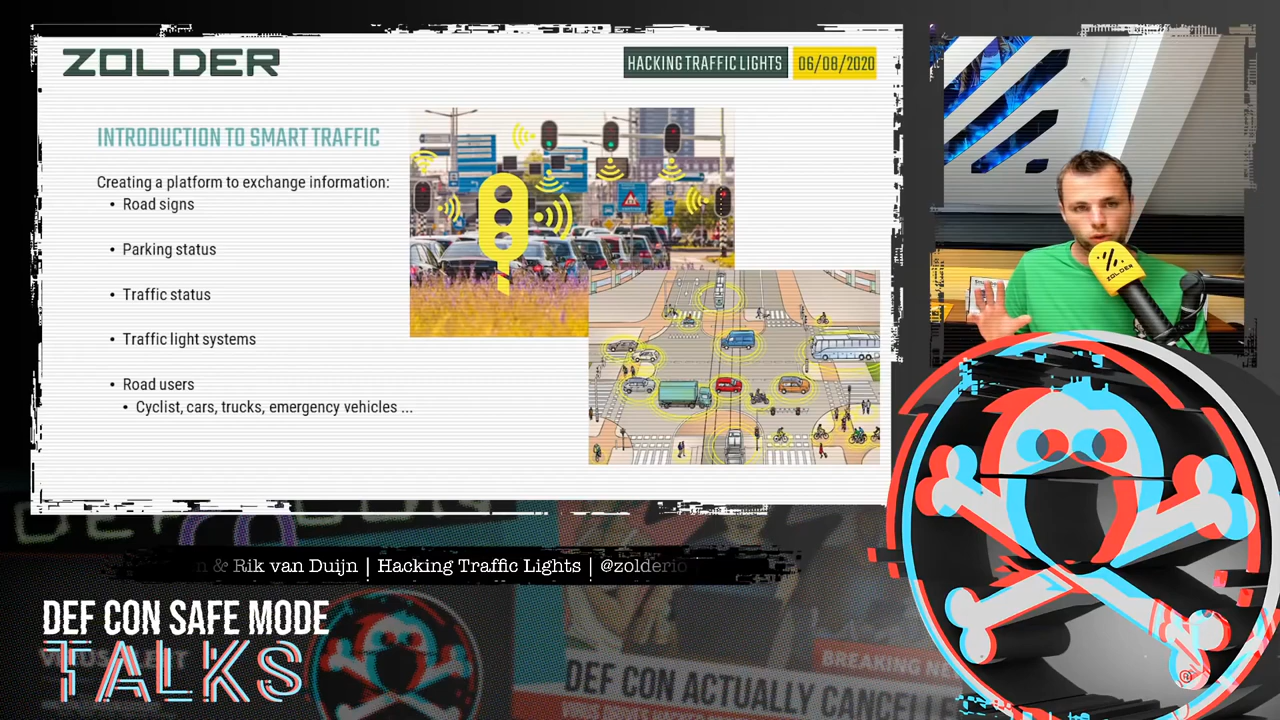 ZOLDER
HACKING TRAFFIC LIGHTS
06/08/2020
INTRODUCTION TO SMART TRAFFIC
Creating a platform to exchange information:
• Road signs
• Parking status
• Traffic status
• Traffic light systems
• Road users
• Cyclist, cars, trucks, emergency vehicles ...
ZOLDER
n & Rik van Duijn | Hacking Traffic Lights | @zolderio
DEF CON SAFE MODE
TALKS
BREAKING NE
DEF CON ACTUALLY CANCELLE